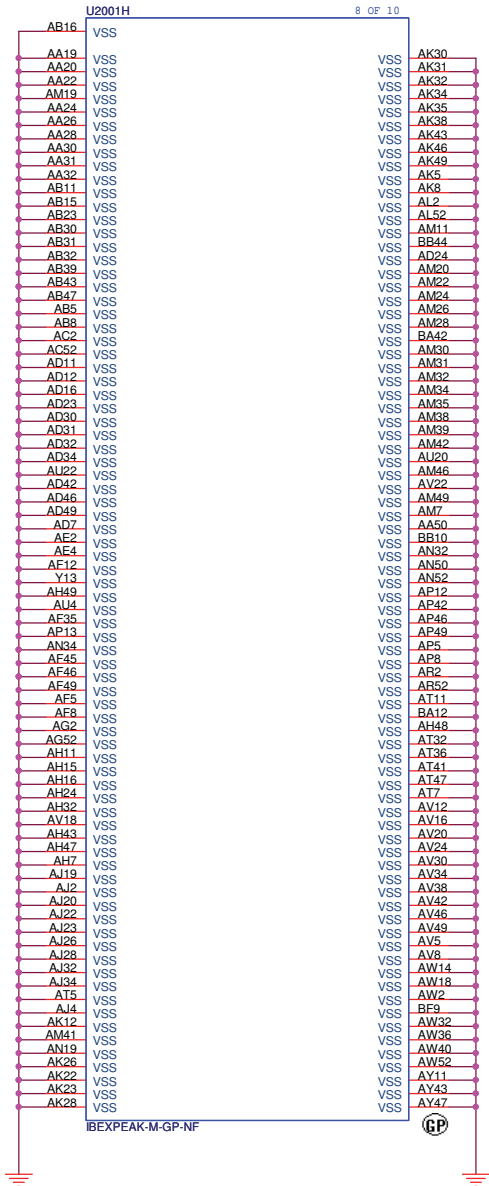 U2001H 8 OF 10
AB16 VSS
AA19 VSS VSS AK30
AA20 VSS VSS AK31
AA22 VSS VSS AK32
AM19 VSS VSS AK34
AA24 VSS VSS AK35
AA26 VSS VSS AK38
AA28 VSS VSS AK43
AA30 VSS VSS AK46
AA31 VSS VSS AK49
AA32 VSS VSS AK5
AB11 VSS VSS AK8
AB15 VSS VSS AL2
AB23 VSS VSS AL52
AB30 VSS VSS AM11
AB31 VSS VSS BB44
AB32 VSS VSS AD24
AB39 VSS VSS AM20
AB43 VSS VSS AM22
AB47 VSS VSS AM24
AB5 VSS VSS AM26
AB8 VSS VSS AM28
AC2 VSS VSS BA42
AC52 VSS VSS AM30
AD11 VSS VSS AM31
AD12 VSS VSS AM32
AD16 VSS VSS AM34
AD23 VSS VSS AM35
AD30 VSS VSS AM38
AD31 VSS VSS AM39
AD32 VSS VSS AM42
AD34 VSS VSS AU20
AU22 VSS VSS AM46
AD42 VSS VSS AV22
AD46 VSS VSS AM49
AD49 VSS VSS AM7
AD7 VSS VSS AA50
AE2 VSS VSS BB10
AE4 VSS VSS AN32
AF12 VSS VSS AN50
Y13 VSS VSS AN52
AH49 VSS VSS AP12
AU4 VSS VSS AP42
AF35 VSS VSS AP46
AP13 VSS VSS AP49
AN34 VSS VSS AP5
AF45 VSS VSS AP8
AF46 VSS VSS AR2
AF49 VSS VSS AR52
AF5 VSS VSS AT11
AF8 VSS VSS BA12
AG2 VSS VSS AH48
AG52 VSS VSS AT32
AH11 VSS VSS AT36
AH15 VSS VSS AT41
AH16 VSS VSS AT47
AH24 VSS VSS AT7
AH32 VSS VSS AV12
AV18 VSS VSS AV16
AH43 VSS VSS AV20
AH47 VSS VSS AV24
AH7 VSS VSS AV30
AJ19 VSS VSS AV34
AJ2 VSS VSS AV38
AJ20 VSS VSS AV42
AJ22 VSS VSS AV46
AJ23 VSS VSS AV49
AJ26 VSS VSS AV5
AJ28 VSS VSS AV8
AJ32 VSS VSS AW14
AJ34 VSS VSS AW18
AT5 VSS VSS AW2
AJ4 VSS VSS BF9
AK12 VSS VSS AW32
AM41 VSS VSS AW36
AN19 VSS VSS AW40
AK26 VSS VSS AW52
AK22 VSS VSS AY11
AK23 VSS VSS AY43
AK28 VSS VSS AY47
IBEXPEAK-M-GP-NF GP